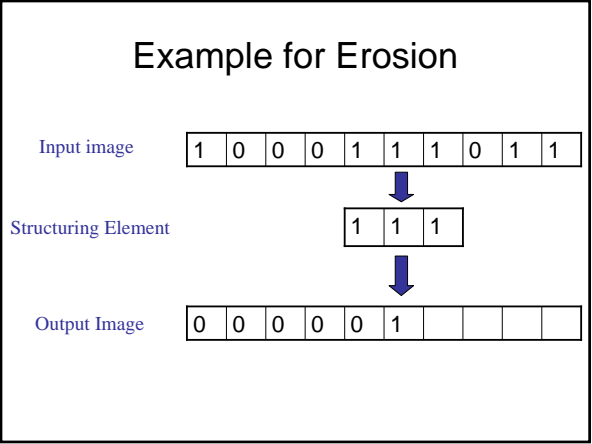 Example for Erosion
Input image 1 0 0 0 1 1 1 0 1 1
Structuring Element 1 1 1
Output Image 0 0 0 0 0 1